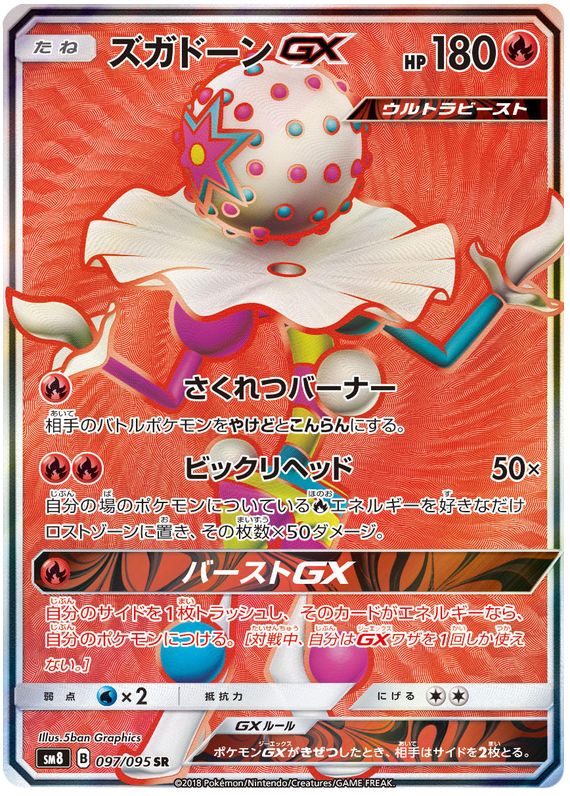 たね ズガドーンGX HP180
ウルトラビースト
さくれつバーナー
相手のバトルポケモンをやけどとこんらんにする。
ビックリヘッド 50×
自分の場のポケモンについているエネルギーを好きなだけ
ロストゾーンに置き、その枚数×50ダメージ。
バーストGX
自分のサイドを1枚トラッシュし、そのカードがエネルギーなら、
自分のポケモンにつける。[対戦中、自分はGXワザを1回しか使え
ない。]
弱点 ×2 抵抗力 にげる
Illus.5ban Graphics
GXルール
SM8 B 097/095 SR
ポケモンGXがきぜつしたとき、相手はサイドを2枚とる。
©2018 Pokémon/Nintendo/Creatures/GAME FREAK.